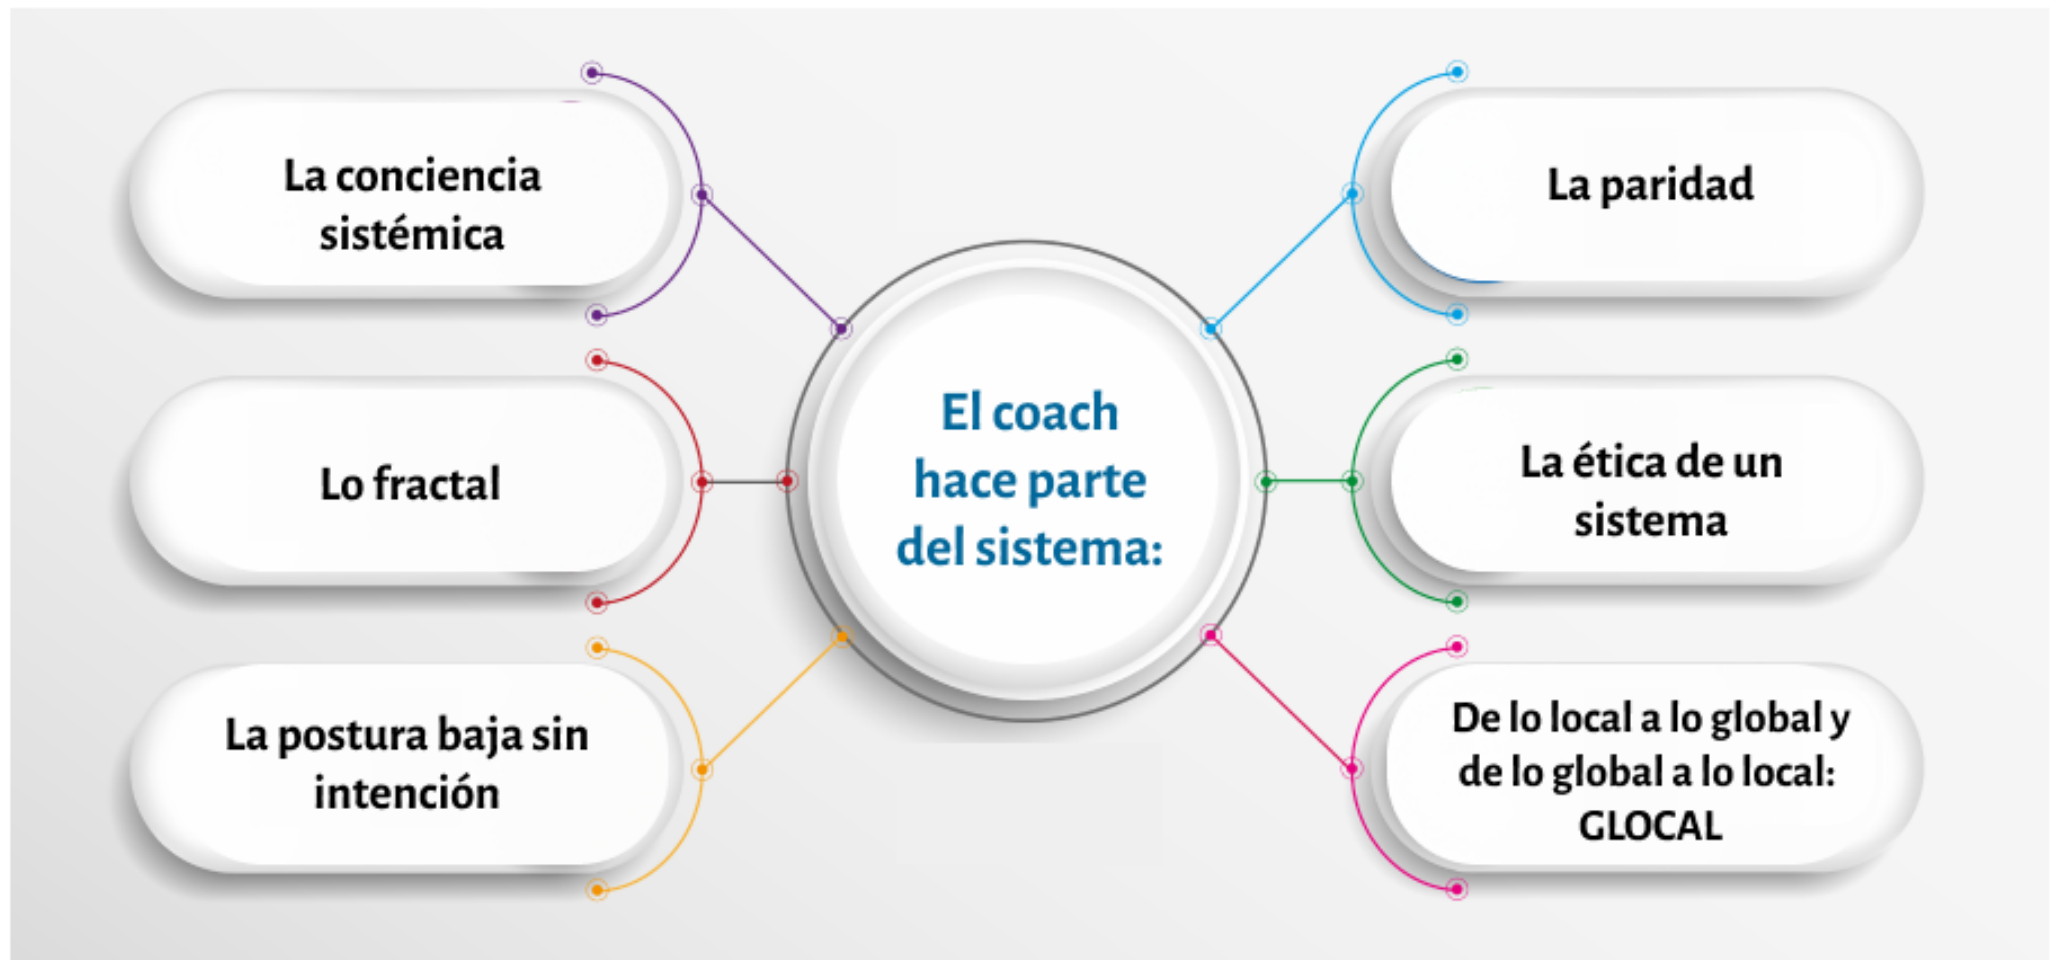 La conciencia
sistémica
Lo fractal
La postura baja sin
intención
El coach
hace parte
del sistema:
La paridad
La ética de un
sistema
De lo local a lo global y
de lo global a lo local:
GLOCAL